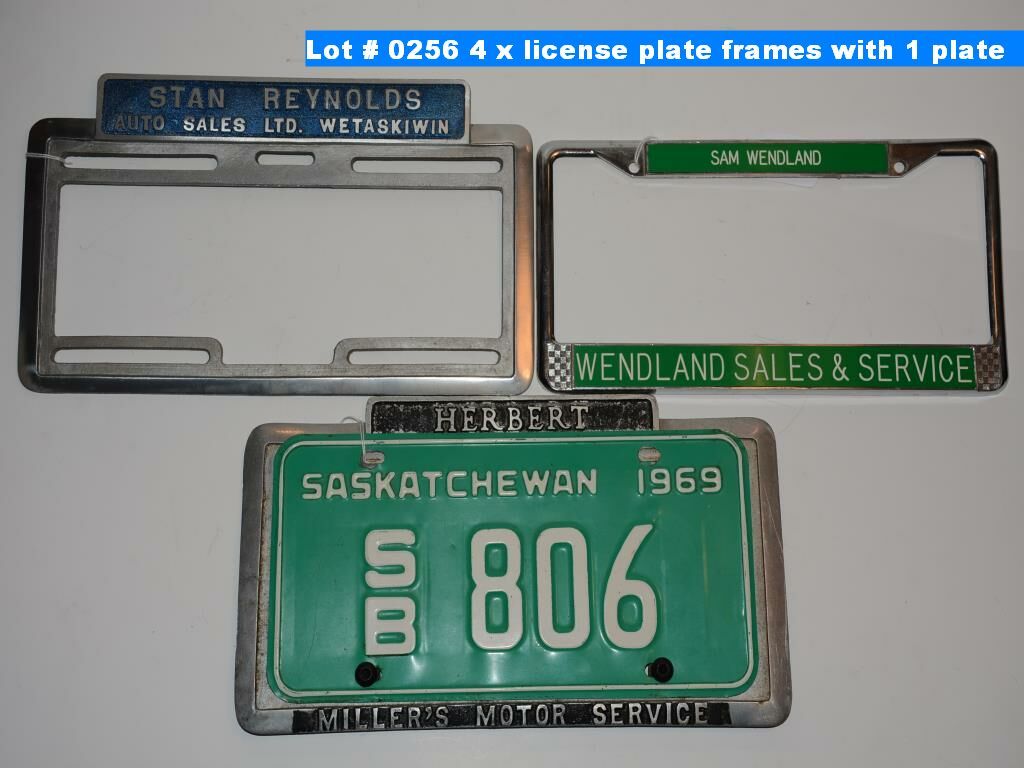 Lot # 0256 4 x license plate frames with 1 plate
STAN REYNOLDS
AUTO SALES LTD. WETASKIWIN
SAM WENDLAND
WENDLAND SALES & SERVICE
HERBERT
SASKATCHEWAN 1969
SB 806
MILLER'S MOTOR SERVICE